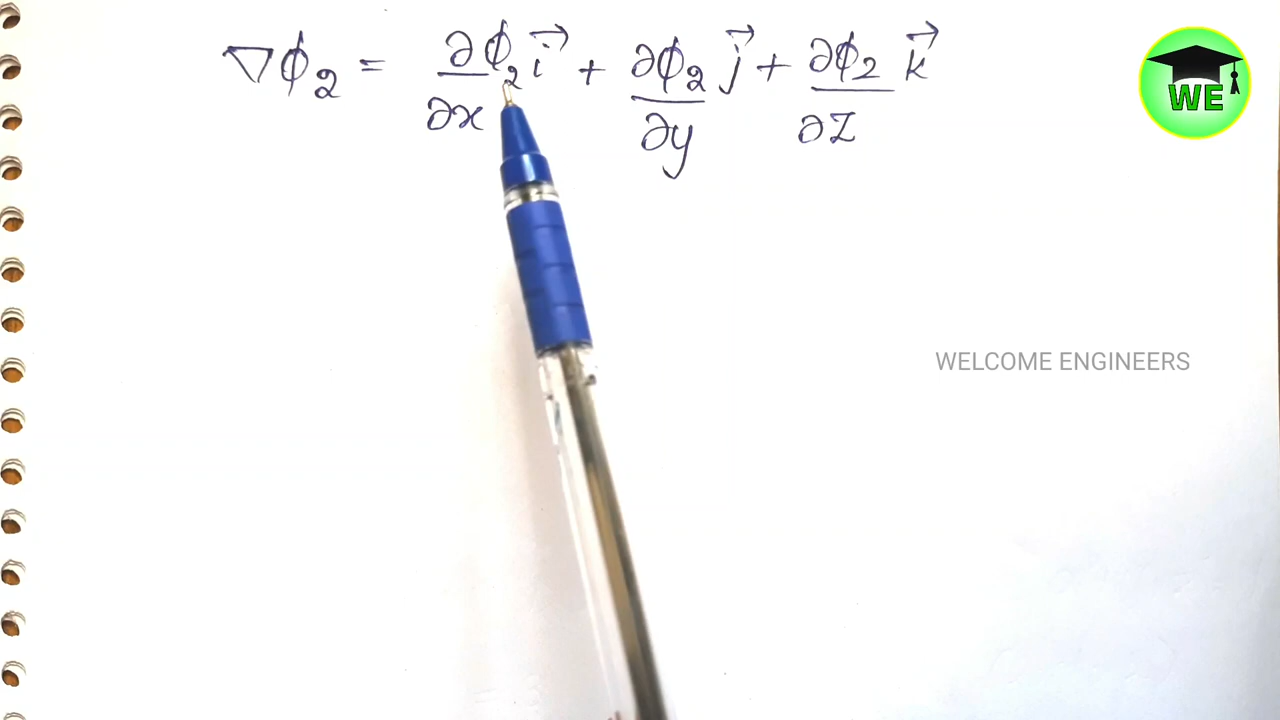 ∇ϕ₂ = ∂ϕ₂/∂x i⃗ + ∂ϕ₂/∂y j⃗ + ∂ϕ₂/∂z k⃗
WE
WELCOME ENGINEERS